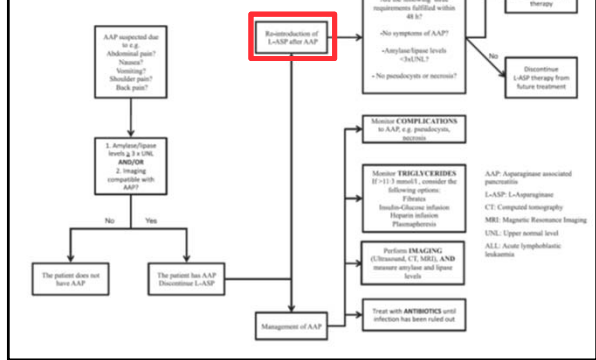 requirements fulfilled within
48 h?
-No symptoms of AAP?
-Amylase/lipase levels
<3xUNL?
- No pseudocysts or necrosis?
therapy
No
Discontinue
L-ASP therapy from
future treatment
Re-introduction of
L-ASP after AAP
AAP suspected due
to e.g.
Abdominal pain?
Nausea?
Vomiting?
Shoulder pain?
Back pain?
1. Amylase/lipase
levels ≥ 3 x UNL
AND/OR
2. Imaging
compatible with
AAP?
No
Yes
The patient does not
have AAP
The patient has AAP
Discontinue L-ASP
Management of AAP
Monitor COMPLICATIONS
to AAP, e.g. pseudocysts,
necrosis
Monitor TRIGLYCERIDES
If >11.3 mmol/l, consider the
following options:
Fibrates
Insulin-Glucose infusion
Heparin infusion
Plasmapheresis
Perform IMAGING
(Ultrasound, CT, MRI), AND
measure amylase and lipase
levels
Treat with ANTIBIOTICS until
infection has been ruled out
AAP: Asparaginase associated
pancreatitis
L-ASP: L-Asparaginase
CT: Computed tomography
MRI: Magnetic Resonance Imaging
UNL: Upper normal level
ALL: Acute lymphoblastic
leukaemia